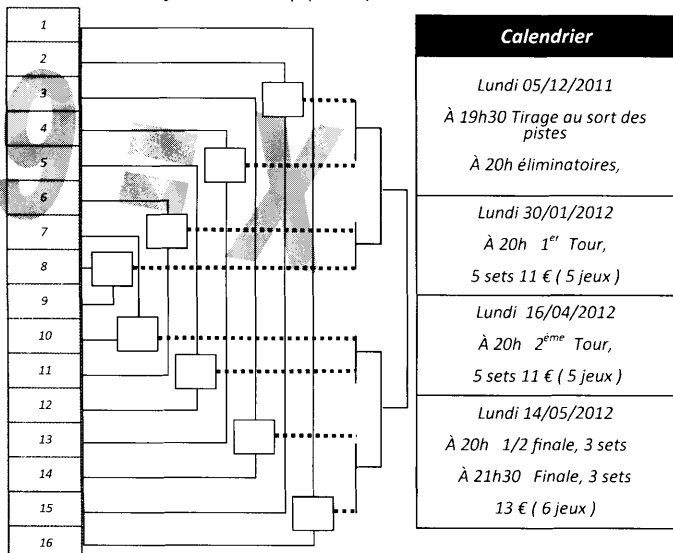 1
2
3
4
5
6
7
8
9
10
11
12
13
14
15
16
Calendrier
Lundi 05/12/2011
À 19h30 Tirage au sort des
pistes
À 20h éliminatoires,
Lundi 30/01/2012
À 20h 1er Tour,
5 sets 11 € ( 5 jeux )
Lundi 16/04/2012
À 20h 2ème Tour,
5 sets 11 € ( 5 jeux )
Lundi 14/05/2012
À 20h 1/2 finale, 3 sets
À 21h30 Finale, 3 sets
13 € ( 6 jeux )